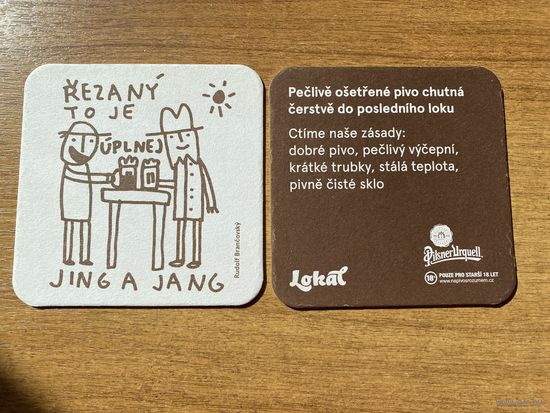 ŘEZANÝ
TO JE
ÚPLNEJ
JING A JANG
Rudolf Brančovský
Pečlivě ošetřené pivo chutná
čerstvě do posledního loku
Ctíme naše zásady:
dobré pivo, pečlivý výčepní,
krátké trubky, stálá teplota,
pivně čisté sklo
Lokál
Pilsner Urquell
18+ POUZE PRO STARŠÍ 18 LET
www.napivosrozumem.cz